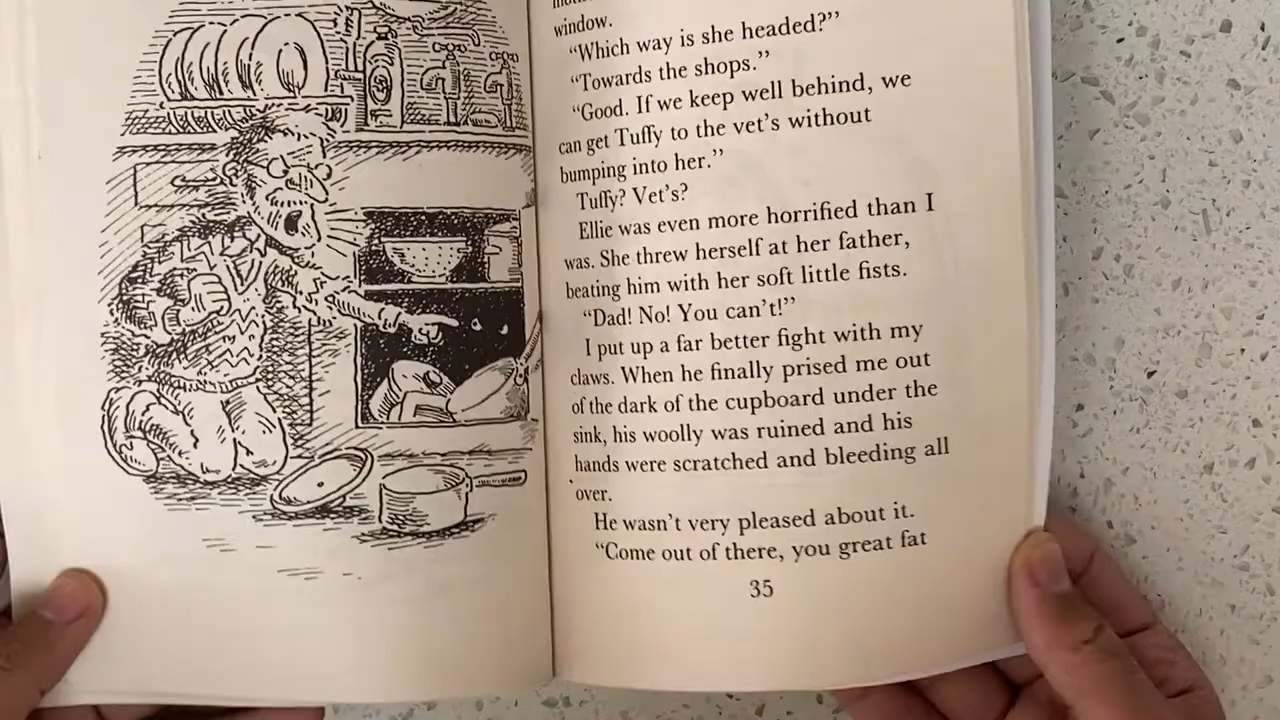 window.
“Which way is she headed?”
“Towards the shops.”
“Good. If we keep well behind, we
can get Tuffy to the vet’s without
bumping into her.”
Tuffy? Vet’s?
Ellie was even more horrified than I
was. She threw herself at her father,
beating him with her soft little fists.
“Dad! No! You can’t!”
I put up a far better fight with my
claws. When he finally prised me out
of the dark of the cupboard under the
sink, his woolly was ruined and his
hands were scratched and bleeding all
over.
He wasn’t very pleased about it.
“Come out of there, you great fat
35